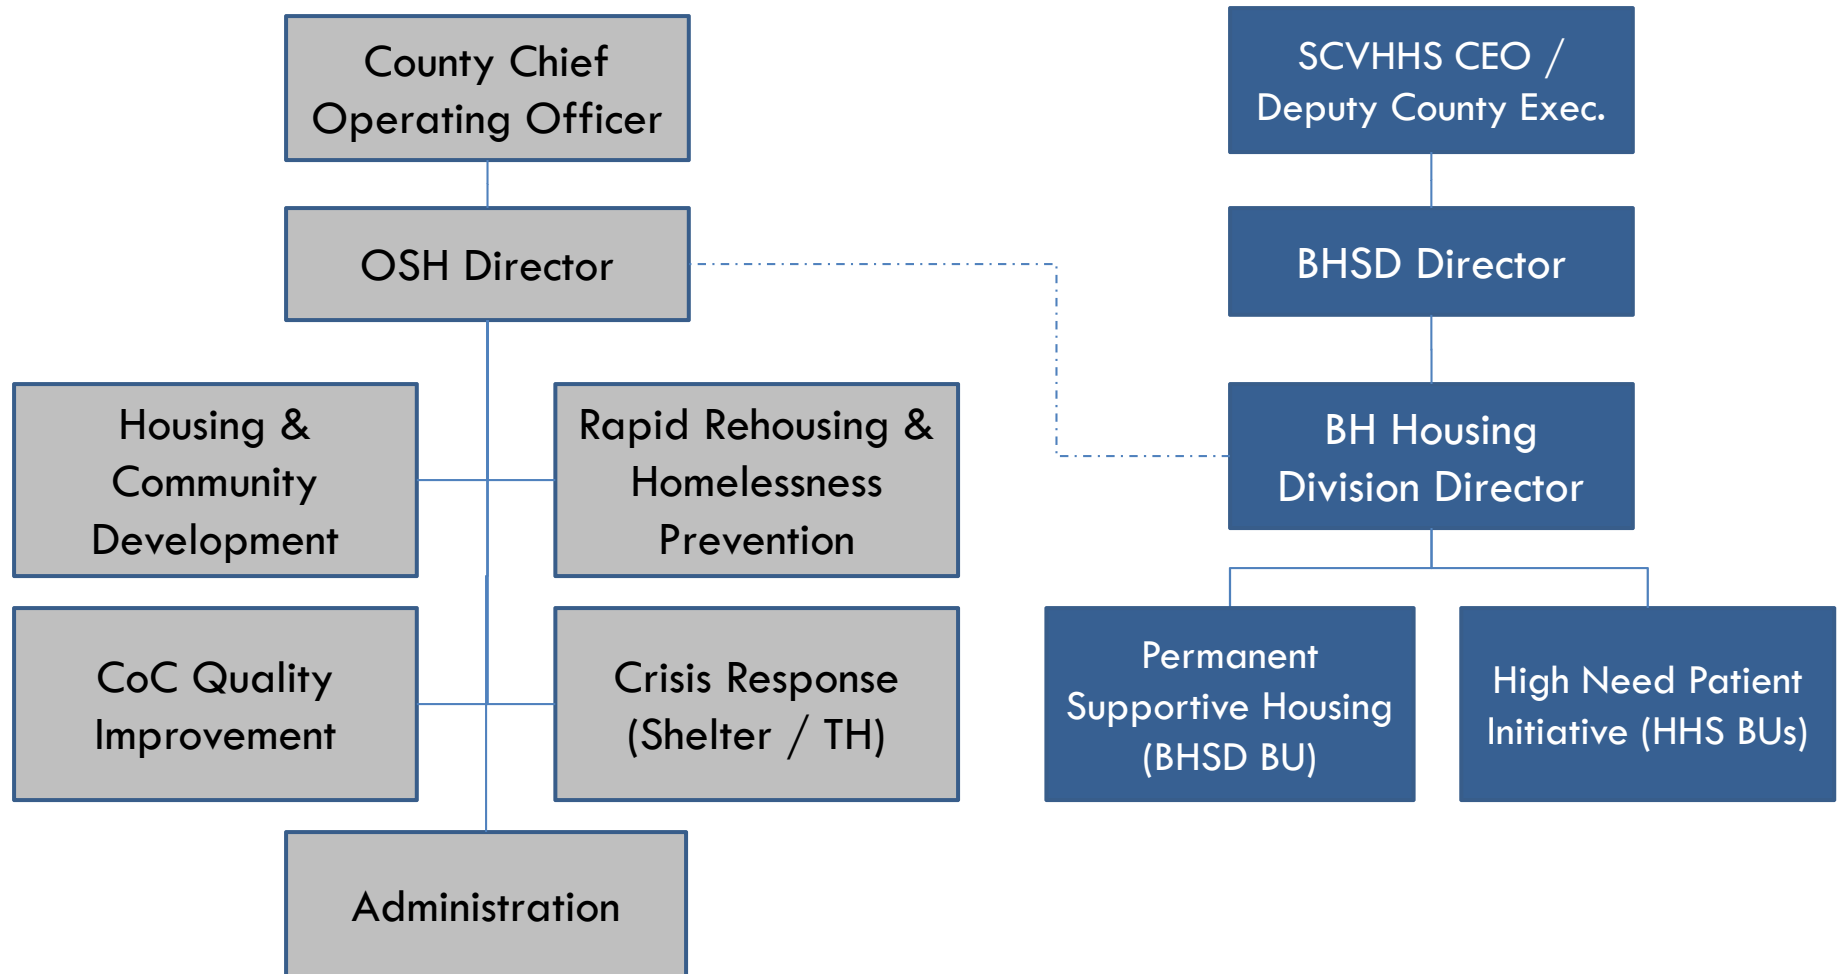 County Chief
Operating Officer
SCVHHS CEO /
Deputy County Exec.
OSH Director
BHSD Director
Housing &
Community
Development
Rapid Rehousing &
Homelessness
Prevention
BH Housing
Division Director
CoC Quality
Improvement
Crisis Response
(Shelter / TH)
Permanent
Supportive Housing
(BHSD BU)
High Need Patient
Initiative (HHS BUs)
Administration